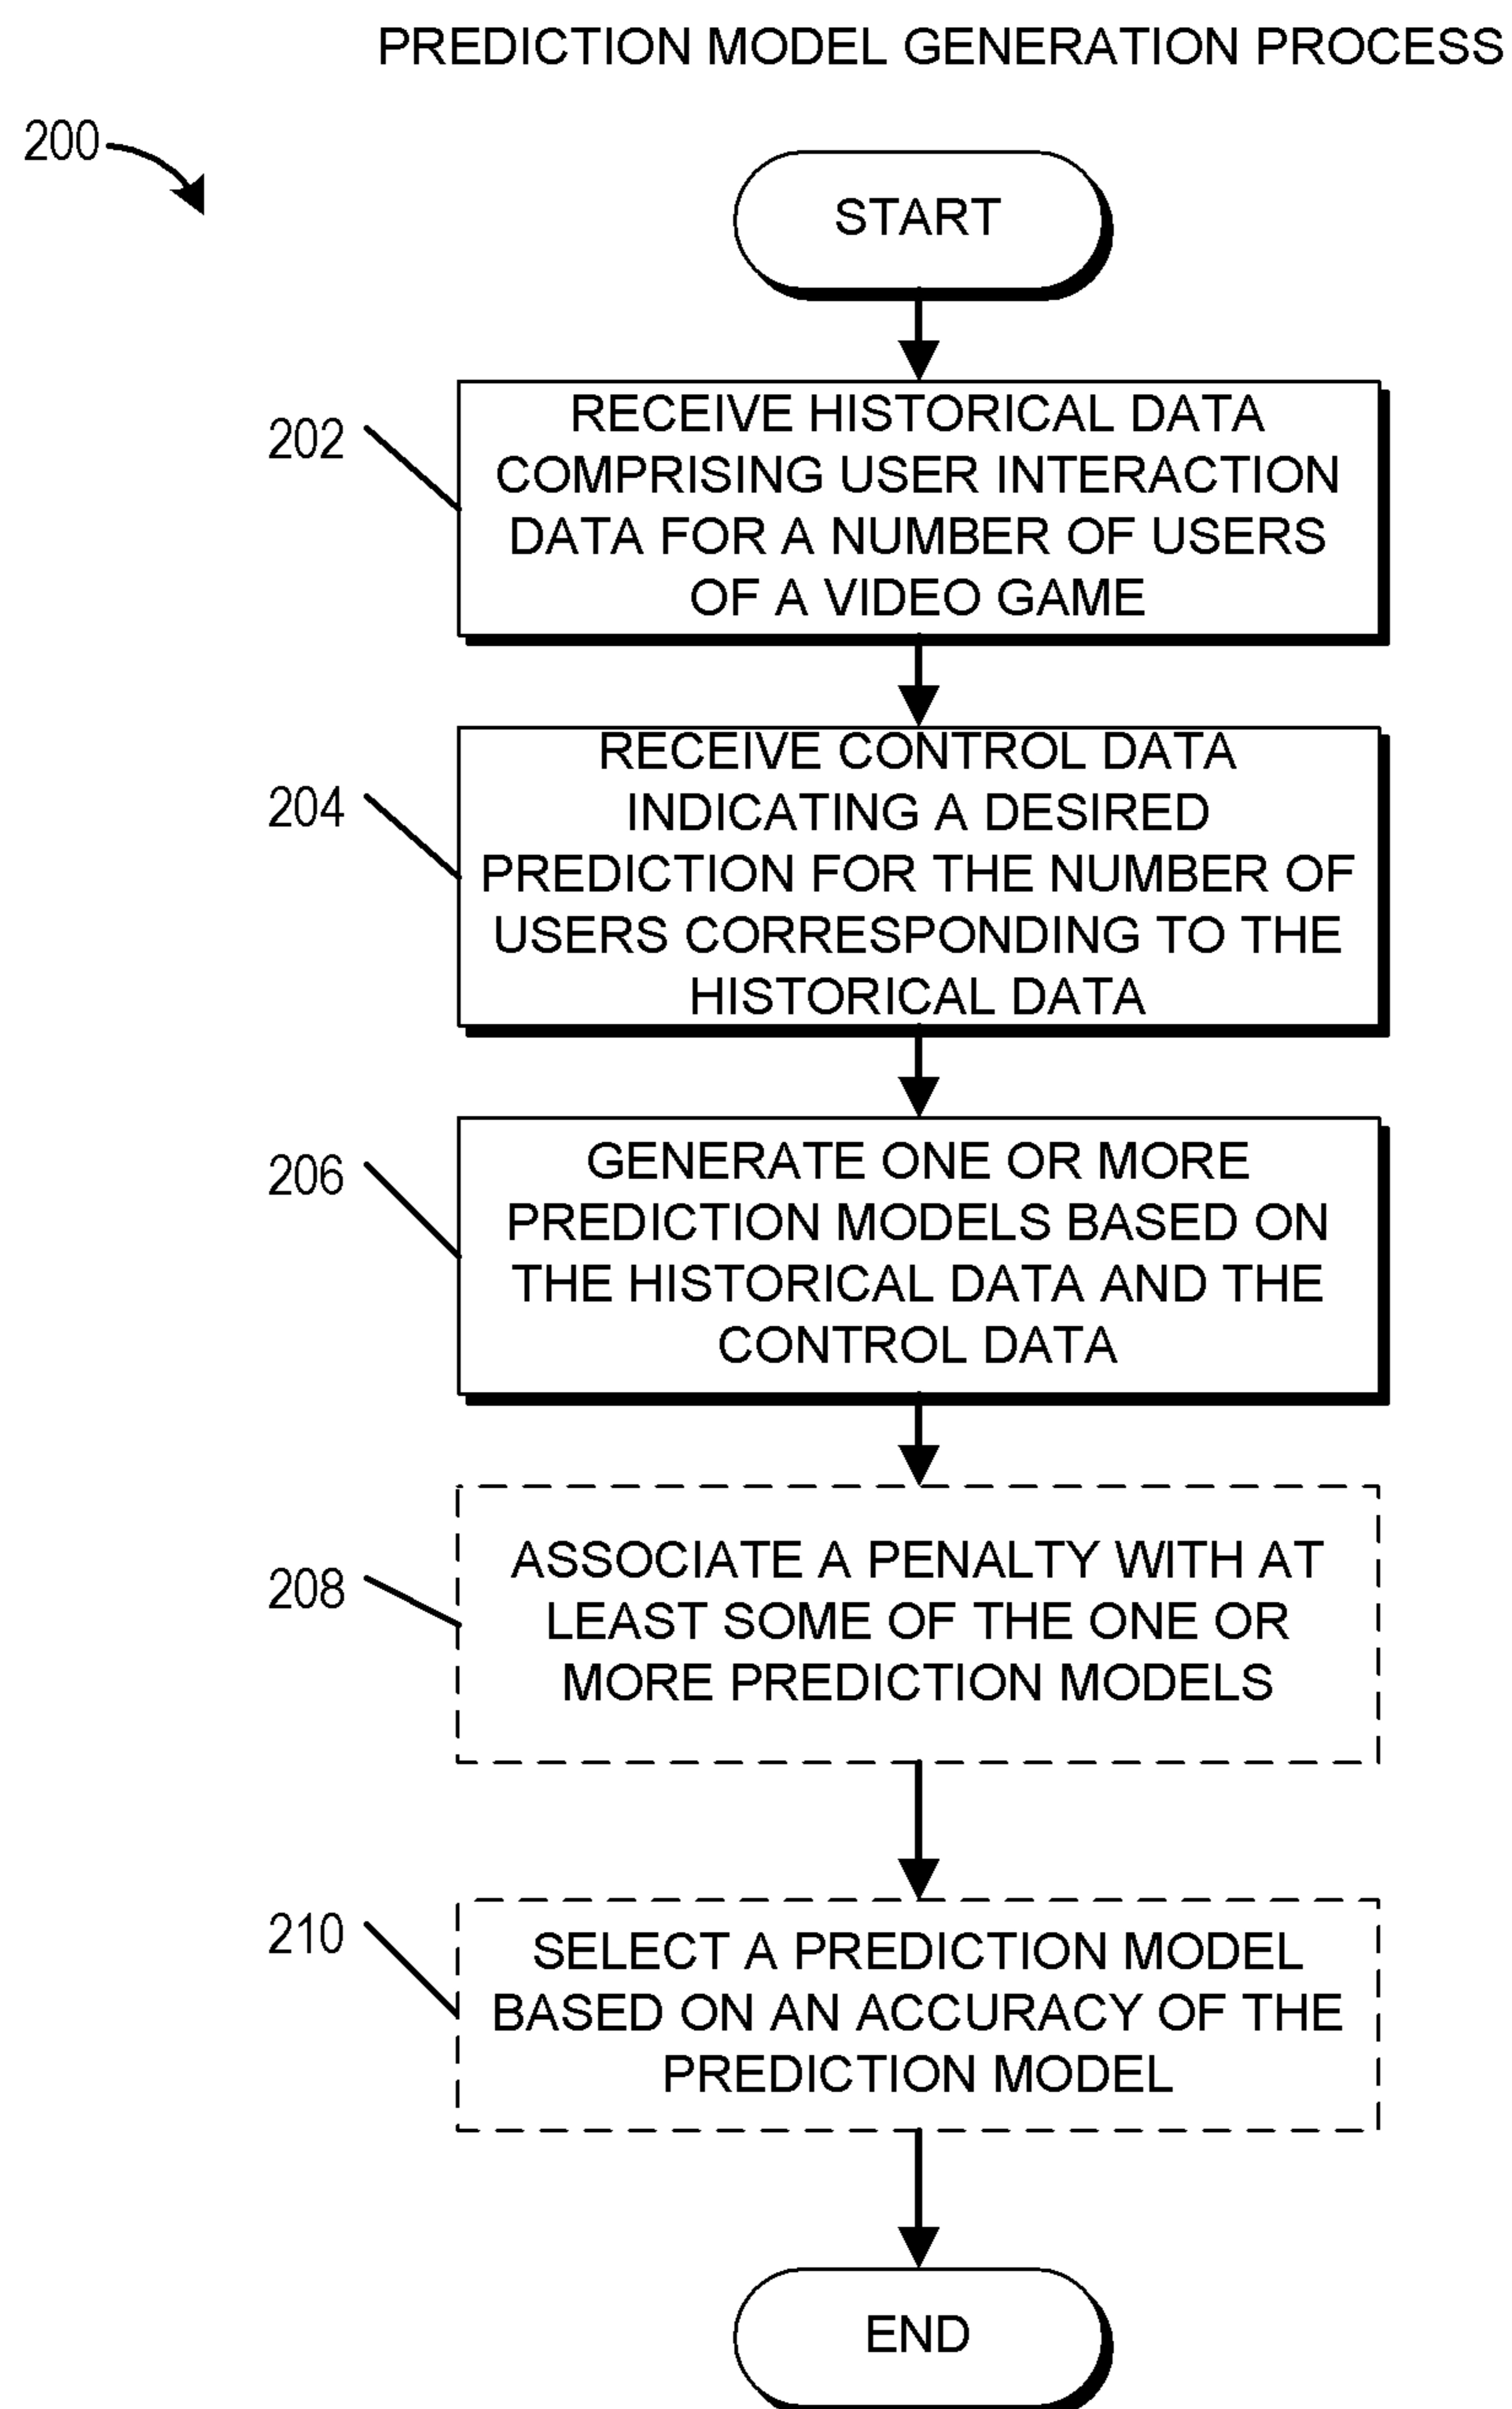 PREDICTION MODEL GENERATION PROCESS
200
START
202
RECEIVE HISTORICAL DATA
COMPRISING USER INTERACTION
DATA FOR A NUMBER OF USERS
OF A VIDEO GAME
204
RECEIVE CONTROL DATA
INDICATING A DESIRED
PREDICTION FOR THE NUMBER OF
USERS CORRESPONDING TO THE
HISTORICAL DATA
206
GENERATE ONE OR MORE
PREDICTION MODELS BASED ON
THE HISTORICAL DATA AND THE
CONTROL DATA
208
ASSOCIATE A PENALTY WITH AT
LEAST SOME OF THE ONE OR
MORE PREDICTION MODELS
210
SELECT A PREDICTION MODEL
BASED ON AN ACCURACY OF THE
PREDICTION MODEL
END